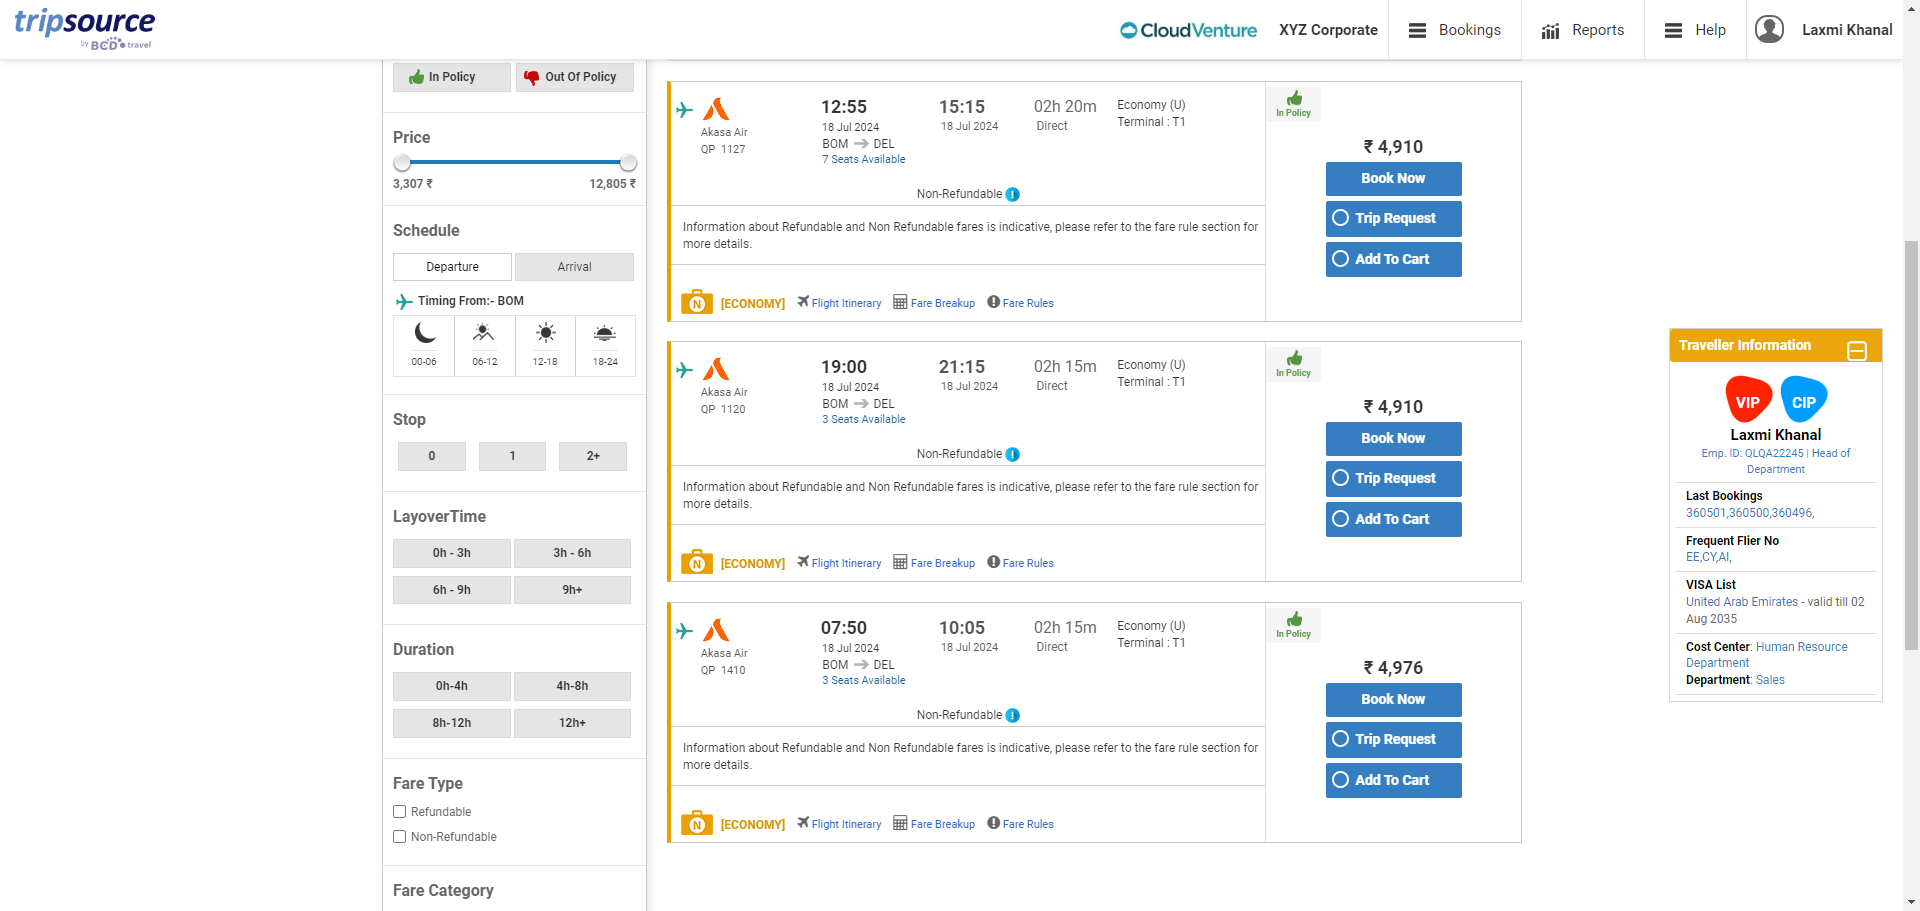 tripsource
by BCD travel
CloudVenture
XYZ Corporate
Bookings
Reports
Help
Laxmi Khanal
In Policy
Out Of Policy
Price
3,307 ₹
12,805 ₹
Schedule
Departure
Arrival
Timing From:- BOM
00-06
06-12
12-18
18-24
Stop
0
1
2+
LayoverTime
0h - 3h
3h - 6h
6h - 9h
9h+
Duration
0h-4h
4h-8h
8h-12h
12h+
Fare Type
Refundable
Non-Refundable
Fare Category
Akasa Air
QP 1127
12:55
18 Jul 2024
BOM DEL
7 Seats Available
15:15
18 Jul 2024
02h 20m
Direct
Economy (U)
Terminal : T1
Non-Refundable
Information about Refundable and Non Refundable fares is indicative, please refer to the fare rule section for
more details.
N
[ECONOMY]
Flight Itinerary
Fare Breakup
Fare Rules
In Policy
₹ 4,910
Book Now
Trip Request
Add To Cart
Akasa Air
QP 1120
19:00
18 Jul 2024
BOM DEL
3 Seats Available
21:15
18 Jul 2024
02h 15m
Direct
Economy (U)
Terminal : T1
Non-Refundable
Information about Refundable and Non Refundable fares is indicative, please refer to the fare rule section for
more details.
N
[ECONOMY]
Flight Itinerary
Fare Breakup
Fare Rules
In Policy
₹ 4,910
Book Now
Trip Request
Add To Cart
Akasa Air
QP 1410
07:50
18 Jul 2024
BOM DEL
3 Seats Available
10:05
18 Jul 2024
02h 15m
Direct
Economy (U)
Terminal : T1
Non-Refundable
Information about Refundable and Non Refundable fares is indicative, please refer to the fare rule section for
more details.
N
[ECONOMY]
Flight Itinerary
Fare Breakup
Fare Rules
In Policy
₹ 4,976
Book Now
Trip Request
Add To Cart
Traveller Information
VIP
CIP
Laxmi Khanal
Emp. ID: QLQA22245 | Head of
Department
Last Bookings
360501,360500,360496,
Frequent Flier No
EE,CY,AI,
VISA List
United Arab Emirates - valid till 02
Aug 2035
Cost Center: Human Resource
Department
Department: Sales